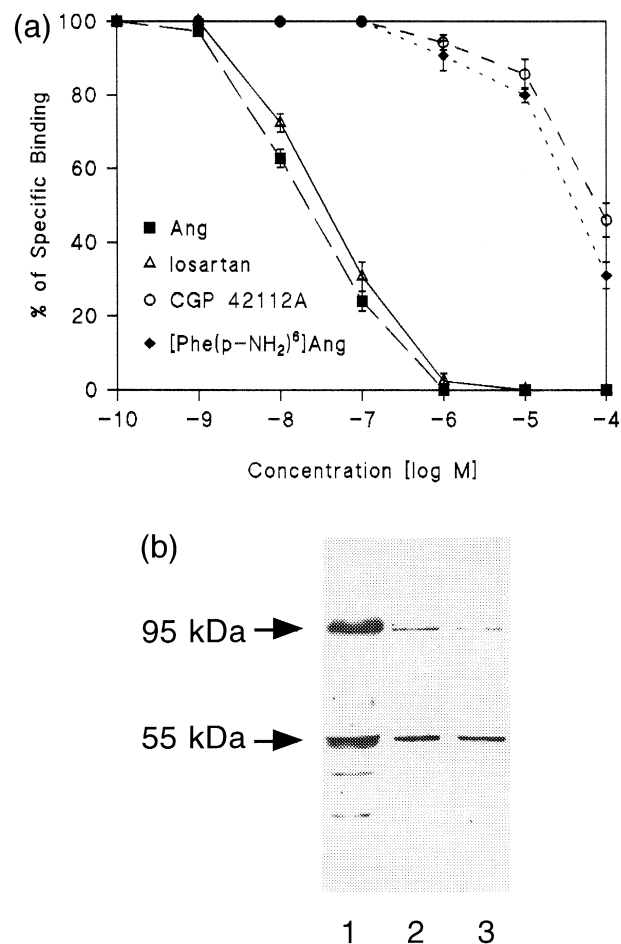 (a)
100
80
60
40
20
0
% of Specific Binding
Ang
losartan
CGP 42112A
[Phe(p-NH₂)⁶]Ang
-10 -9 -8 -7 -6 -5 -4
Concentration [log M]
(b)
95 kDa
55 kDa
1 2 3